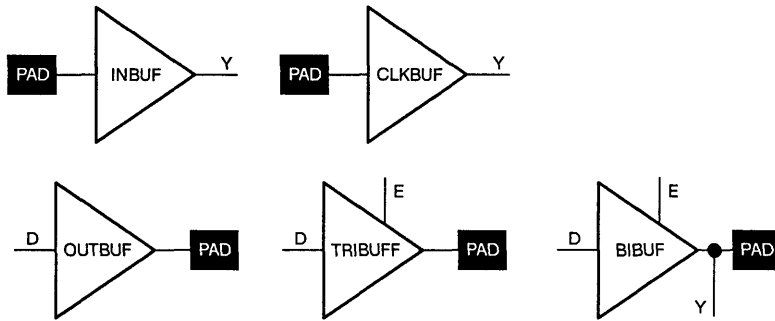 PAD INBUF Y
PAD CLKBUF Y
D OUTBUF PAD
E
D TRIBUFF PAD
E
D BIBUF PAD
Y